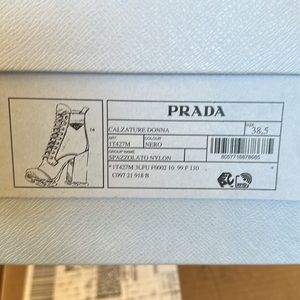 PRADA
CALZATURE DONNA
SIZE
38,5
ART.
COLOUR
1T427M
NERO
GROUP NAME
SPAZZOLATO NYLON
*1T427M 3LFU F0002 10 99 F 110
C097 21 918 B
8057716878665